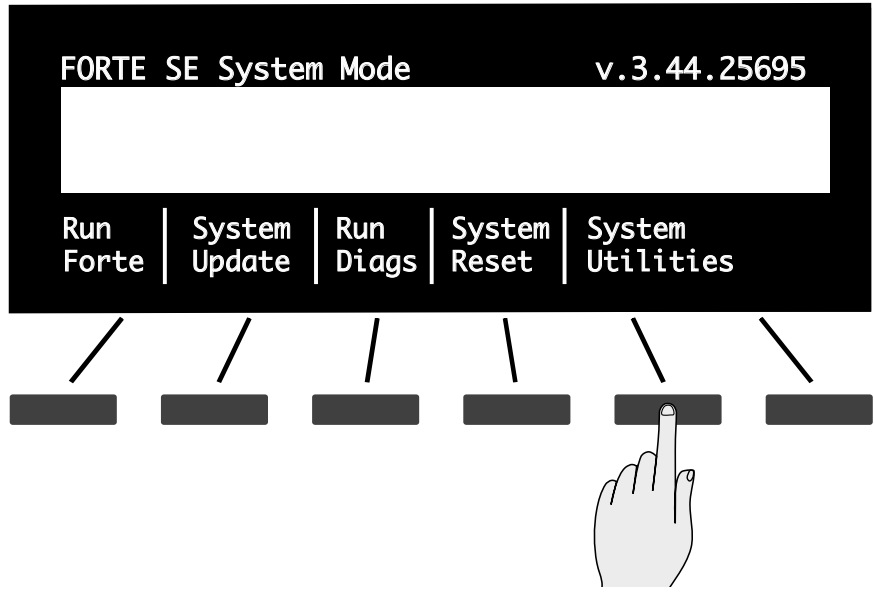 FORTE SE System Mode v.3.44.25695
Run System Run System System
Forte Update Diags Reset Utilities